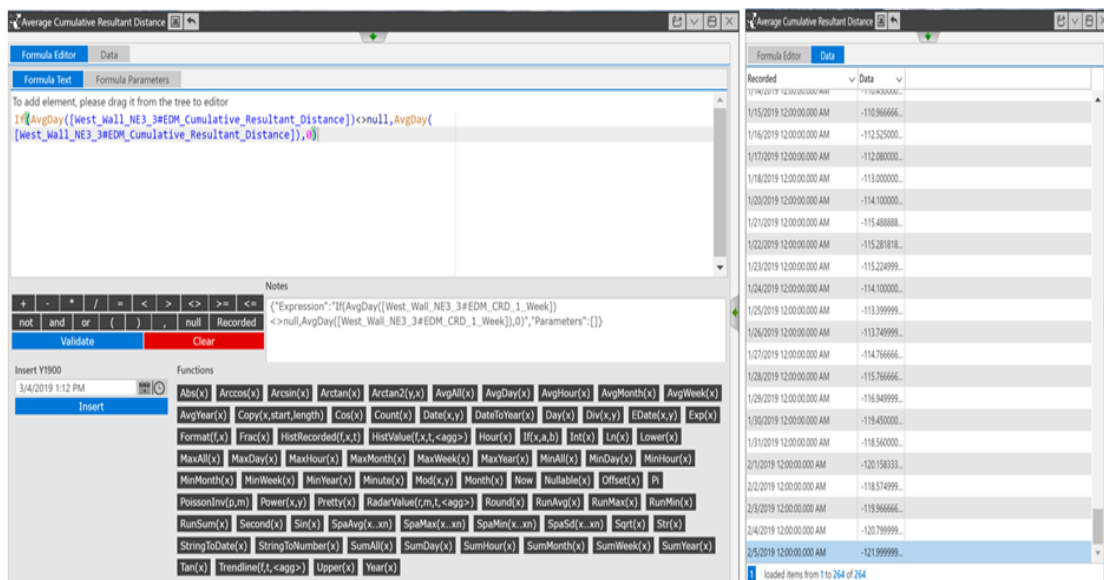 Average Cumulative Resultant Distance
Formula Editor Data
Formula Text Formula Parameters
To add element, please drag it from the tree to editor
If(AvgDay([West_Wall_NE3_3#EDM_Cumulative_Resultant_Distance])<>null,AvgDay(
[West_Wall_NE3_3#EDM_Cumulative_Resultant_Distance]),0)
+ - * / = < > <> >= <=
not and or ( ) , null Recorded
Validate Clear
Notes
{"Expression":"If(AvgDay([West_Wall_NE3_3#EDM_CRD_1_Week])
<>null,AvgDay([West_Wall_NE3_3#EDM_CRD_1_Week]),0)","Parameters":[]}
Insert Y1900
3/4/2019 1:12 PM
Insert
Functions
Abs(x) Arccos(x) Arcsin(x) Arctan(x) Arctan2(y,x) AvgAll(x) AvgDay(x) AvgHour(x) AvgMonth(x) AvgWeek(x)
AvgYear(x) Copy(x,start,length) Cos(x) Count(x) Date(x,y) DateToYear(x) Day(x) Div(x,y) EDate(x,y) Exp(x)
Format(f,x) Frac(x) HistRecorded(f,x,t) HistValue(f,x,t,<agg>) Hour(x) If(x,a,b) Int(x) Ln(x) Lower(x)
MaxAll(x) MaxDay(x) MaxHour(x) MaxMonth(x) MaxWeek(x) MaxYear(x) MinAll(x) MinDay(x) MinHour(x)
MinMonth(x) MinWeek(x) MinYear(x) Minute(x) Mod(x,y) Month(x) Now Nullable(x) Offset(x) Pi
PoissonInv(p,m) Power(x,y) Pretty(x) RadarValue(r,m,t,<agg>) Round(x) RunAvg(x) RunMax(x) RunMin(x)
RunSum(x) Second(x) Sin(x) SpaAvg(x..xn) SpaMax(x..xn) SpaMin(x..xn) SpaSd(x..xn) Sqrt(x) Str(x)
StringToDate(x) StringToNumber(x) SumAll(x) SumDay(x) SumHour(x) SumMonth(x) SumWeek(x) SumYear(x)
Tan(x) Trendline(f,t,<agg>) Upper(x) Year(x)
Average Cumulative Resultant Distance
Formula Editor Data
Recorded Data
1/14/2019 12:00:00.000 AM
1/15/2019 12:00:00.000 AM -110.966666...
1/16/2019 12:00:00.000 AM -112.525000...
1/17/2019 12:00:00.000 AM -112.080000...
1/18/2019 12:00:00.000 AM -113.000000...
1/20/2019 12:00:00.000 AM -114.100000...
1/21/2019 12:00:00.000 AM -115.488888...
1/22/2019 12:00:00.000 AM -115.281818...
1/23/2019 12:00:00.000 AM -115.224999...
1/24/2019 12:00:00.000 AM -114.100000...
1/25/2019 12:00:00.000 AM -113.399999...
1/26/2019 12:00:00.000 AM -113.749999...
1/27/2019 12:00:00.000 AM -114.766666...
1/28/2019 12:00:00.000 AM -115.766666...
1/29/2019 12:00:00.000 AM -116.949999...
1/30/2019 12:00:00.000 AM -119.450000...
1/31/2019 12:00:00.000 AM -118.560000...
2/1/2019 12:00:00.000 AM -120.158333...
2/2/2019 12:00:00.000 AM -118.574999...
2/3/2019 12:00:00.000 AM -119.966666...
2/4/2019 12:00:00.000 AM -120.799999...
2/5/2019 12:00:00.000 AM -121.999999...
1 loaded items from 1 to 264 of 264